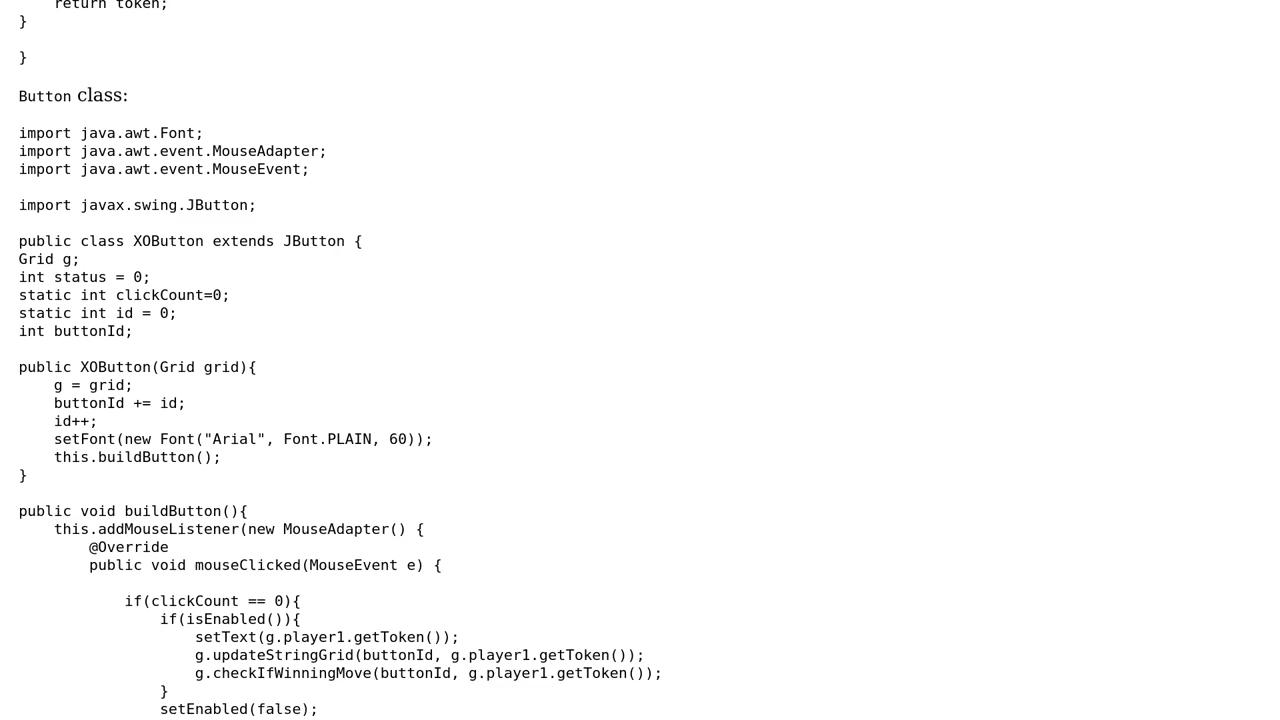 return token;
}

}

Button class:

import java.awt.Font;
import java.awt.event.MouseAdapter;
import java.awt.event.MouseEvent;

import javax.swing.JButton;

public class XOButton extends JButton {
Grid g;
int status = 0;
static int clickCount=0;
static int id = 0;
int buttonId;

public XOButton(Grid grid){
    g = grid;
    buttonId += id;
    id++;
    setFont(new Font("Arial", Font.PLAIN, 60));
    this.buildButton();
}

public void buildButton(){
    this.addMouseListener(new MouseAdapter() {
        @Override
        public void mouseClicked(MouseEvent e) {

            if(clickCount == 0){
                if(isEnabled()){
                    setText(g.player1.getToken());
                    g.updateStringGrid(buttonId, g.player1.getToken());
                    g.checkIfWinningMove(buttonId, g.player1.getToken());
                }
                setEnabled(false);